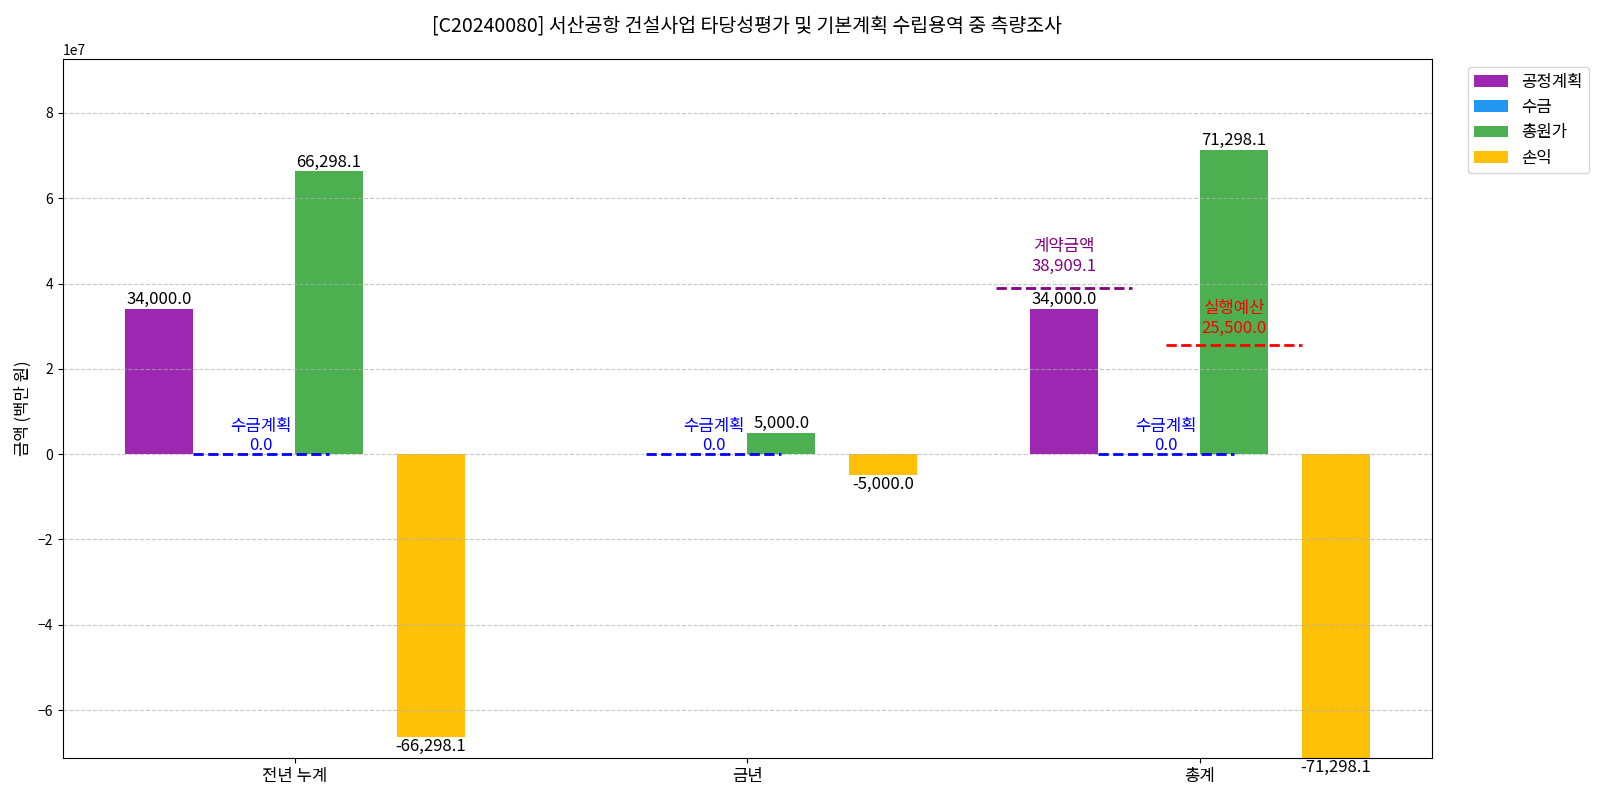 [C20240080] 서산공항 건설사업 타당성평가 및 기본계획 수립용역 중 측량조사
1e7
공정계획
수금
총원가
손익
금액 (백만 원)
8
6
4
2
0
−2
−4
−6
34,000.0
수금계획
0.0
66,298.1
-66,298.1
수금계획
0.0
5,000.0
-5,000.0
계약금액
38,909.1
34,000.0
수금계획
0.0
71,298.1
실행예산
25,500.0
-71,298.1
전년 누계
금년
총계